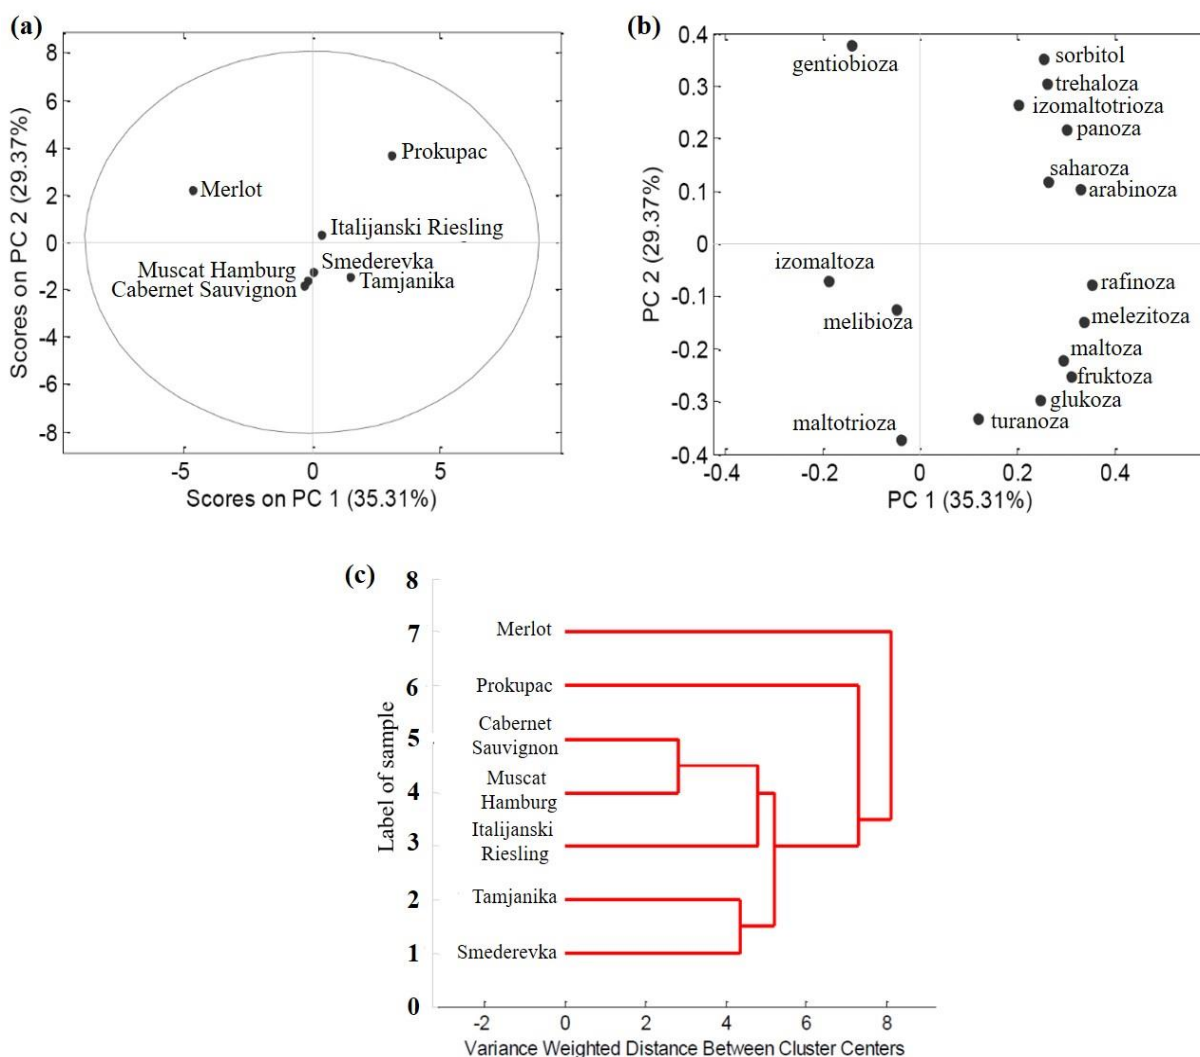 (a)
8
6
4
2
0
-2
-4
-6
-8
Scores on PC 2 (29.37%)
Prokupac
Merlot
Italijanski Riesling
Smederevka
Muscat Hamburg
Tamjanika
Cabernet Sauvignon
-5
0
5
Scores on PC 1 (35.31%)
(b)
0.4
0.3
0.2
0.1
0
-0.1
-0.2
-0.3
-0.4
PC 2 (29.37%)
gentiobioza
sorbitol
trehaloza
izomaltotrioza
panoza
saharoza
arabinoza
izomaltoza
rafinoza
melibioza
melezitoza
maltoza
fruktoza
glukoza
maltotrioza
turanoza
-0.4
-0.2
0
0.2
0.4
PC 1 (35.31%)
(c)
8
7
6
5
4
3
2
1
0
Label of sample
Merlot
Prokupac
Cabernet
Sauvignon
Muscat
Hamburg
Italijanski
Riesling
Tamjanika
Smederevka
-2
0
2
4
6
8
Variance Weighted Distance Between Cluster Centers